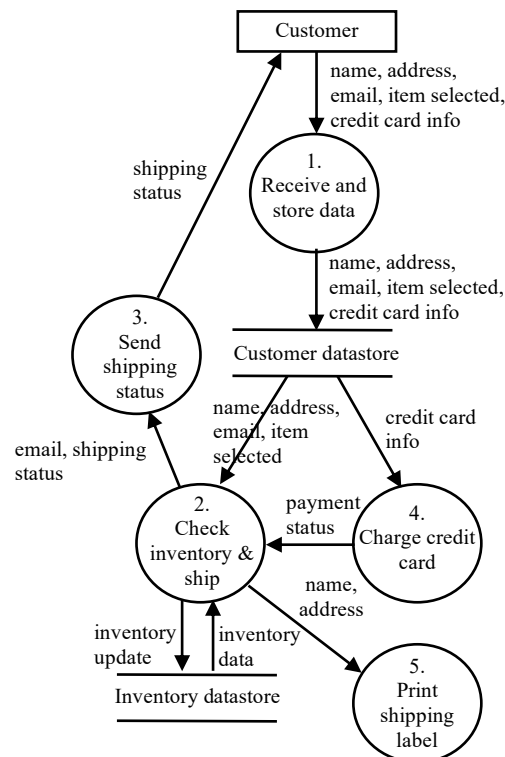 Customer
name, address,
email, item selected,
credit card info
shipping
status
1.
Receive and
store data
name, address,
email, item selected,
credit card info
3.
Send
shipping
status
Customer datastore
name, address,
email, item
selected
credit card
info
email, shipping
status
2.
Check
inventory &
ship
payment
status
4.
Charge credit
card
name,
address
inventory
update
inventory
data
Inventory datastore
5.
Print
shipping
label